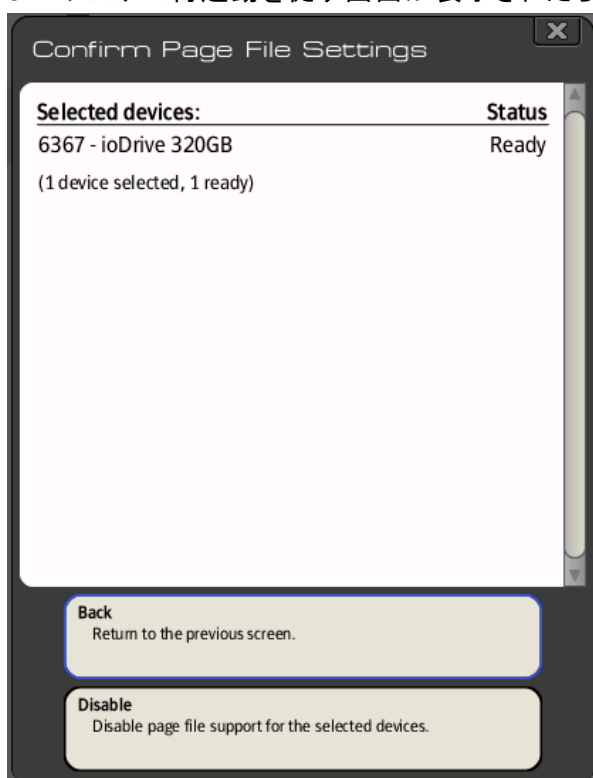 Confirm Page File Settings
Selected devices: Status
6367 - ioDrive 320GB Ready
(1 device selected, 1 ready)
Back
Return to the previous screen.
Disable
Disable page file support for the selected devices.